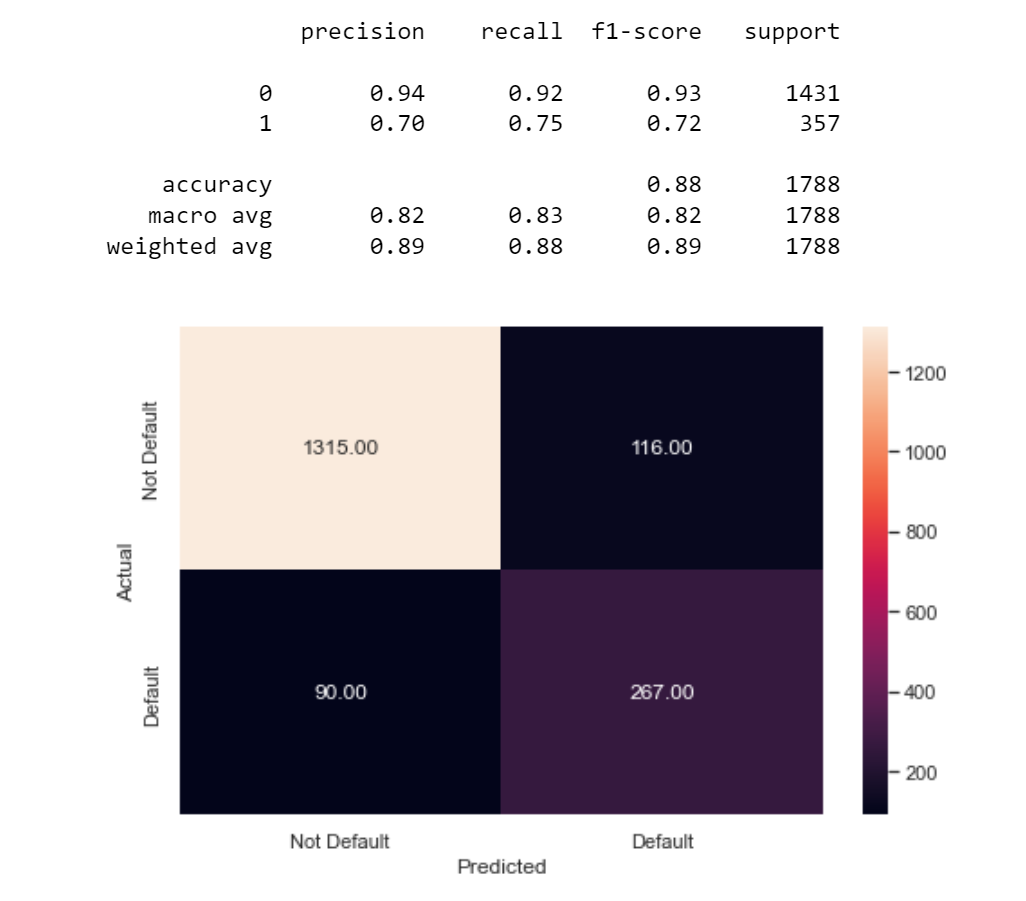 precision recall f1-score support
0 0.94 0.92 0.93 1431
1 0.70 0.75 0.72 357
accuracy 0.88 1788
macro avg 0.82 0.83 0.82 1788
weighted avg 0.89 0.88 0.89 1788
Not Default
1315.00 116.00
Actual
Default
90.00 267.00
Not Default Default
Predicted
1200
1000
800
600
400
200